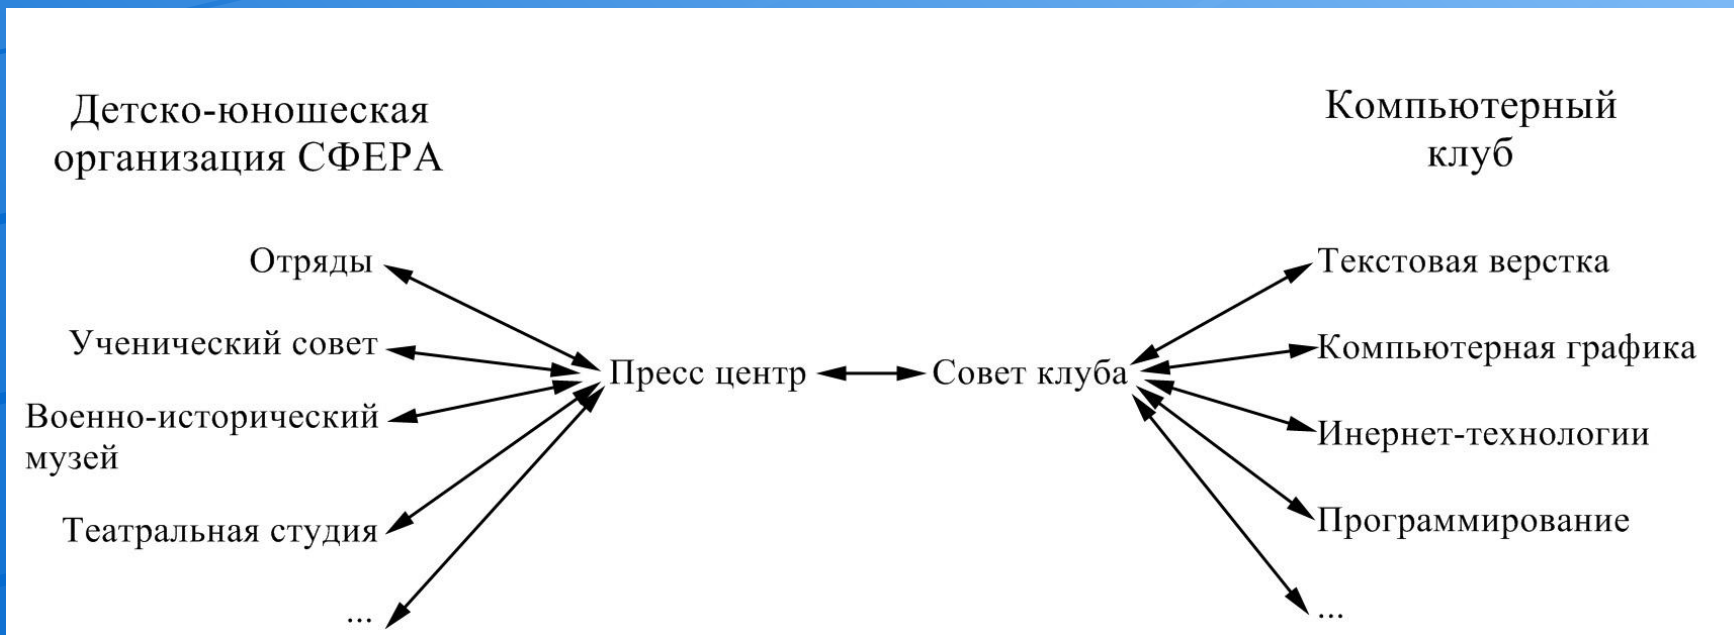 Детско-юношеская
организация СФЕРА
Отряды
Ученический совет
Военно-исторический
музей
Театральная студия
...
Пресс центр
Совет клуба
Компьютерный
клуб
Текстовая верстка
Компьютерная графика
Инернет-технологии
Программирование
...